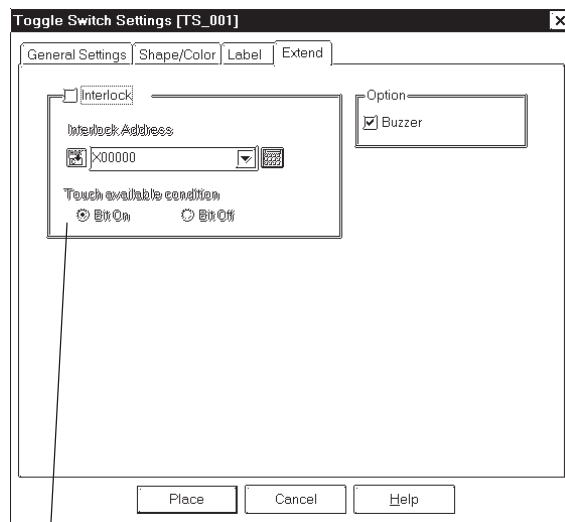 Toggle Switch Settings [TS_001]
General Settings Shape/Color Label Extend
Interlock
Option
Buzzer
Interlock Address
X00000
Touch available condition
Bit On Bit Off
Place Cancel Help